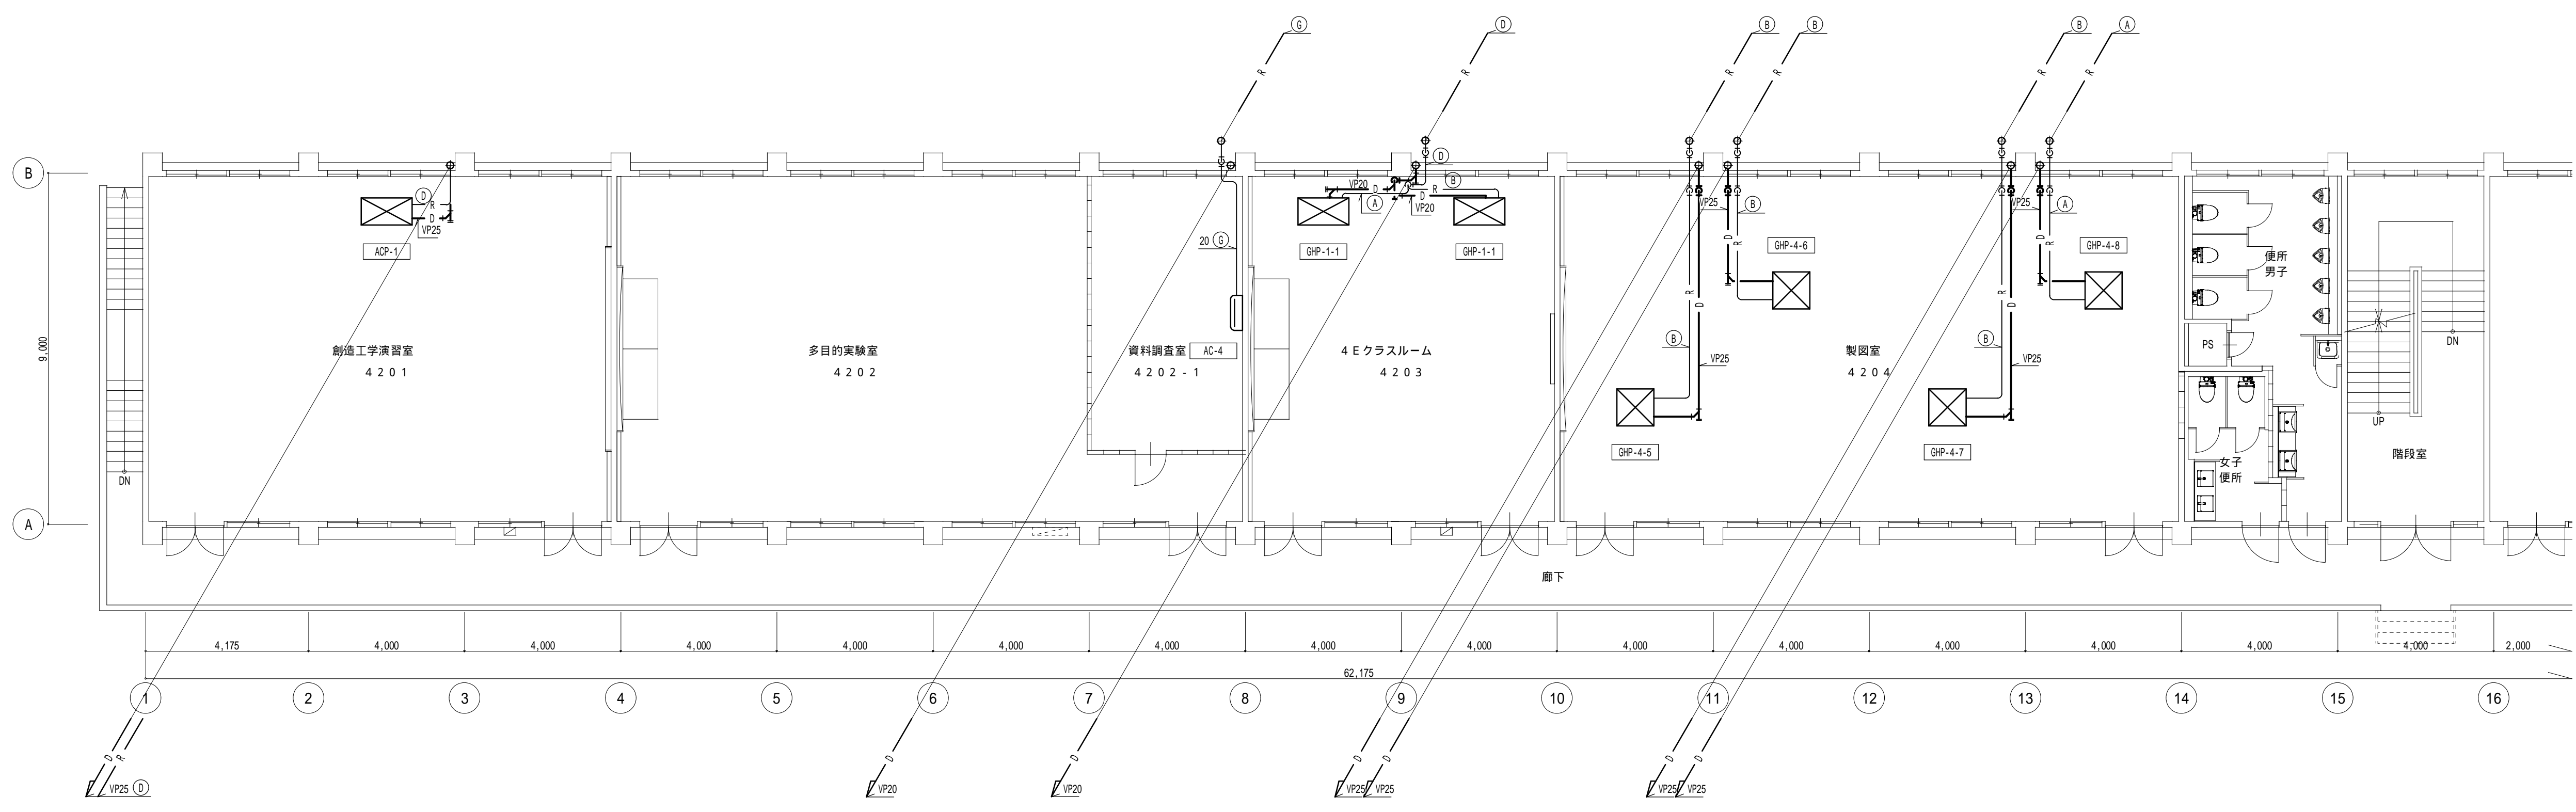 G
D
B
B
B
A
R
R
R
R
R
R
B
9,000
A
DN
D
R
D
VP25
ACP-1
創造工学演習室
4201
多目的実験室
4202
資料調査室
4202-1
G
20 G
AC-4
D
VP20
D
R
B
A
D
VP20
GHP-1-1
GHP-1-1
4Eクラスルーム
4203
G
G
G
G
VP25
B
D
R
GHP-4-6
R
D
B
VP25
GHP-4-5
製図室
4204
G
G
G
G
VP25
A
D
R
GHP-4-8
R
D
B
VP25
GHP-4-7
便所
男子
PS
女子
便所
DN
UP
階段室
廊下
4,175
4,000
4,000
4,000
4,000
4,000
4,000
4,000
4,000
4,000
4,000
4,000
4,000
4,000
4,000
2,000
62,175
1
2
3
4
5
6
7
8
9
10
11
12
13
14
15
16
D
R
D
D
D
D
D
D
VP25 D
VP20
VP20
VP25
VP25
VP25
VP25